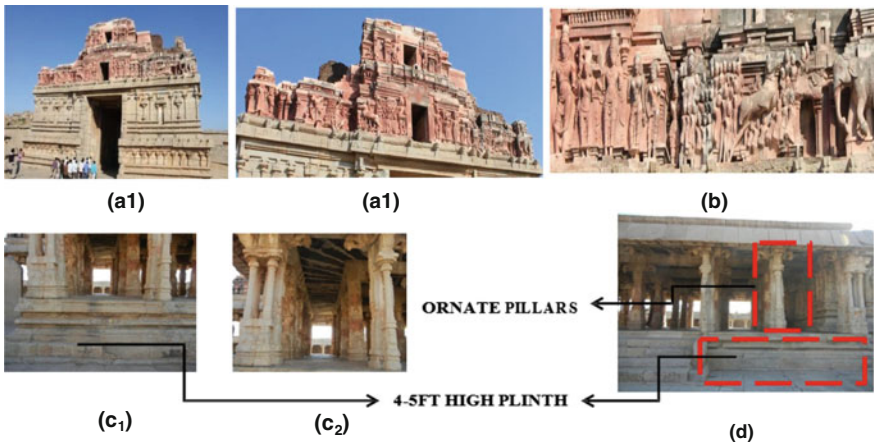 (a1)
(a1)
(b)
ORNATE PILLARS
4-5FT HIGH PLINTH
(c₁)
(c₂)
(d)